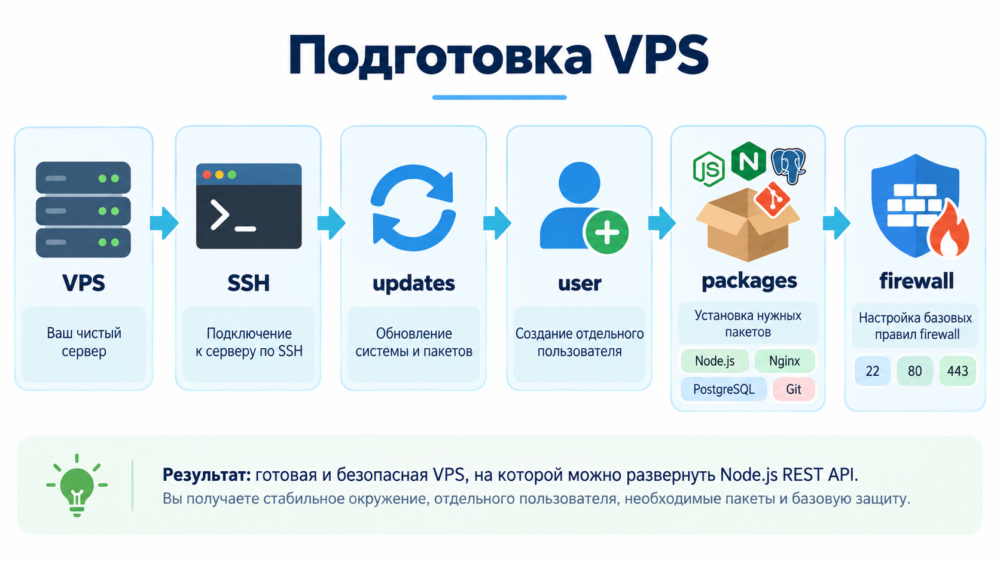 Подготовка VPS
JS
N
>_
VPS
Ваш чистый
сервер
SSH
Подключение
к серверу по SSH
updates
Обновление
системы и пакетов
user
Создание отдельного
пользователя
packages
Установка нужных
пакетов
Node.js
Nginx
PostgreSQL
Git
firewall
Настройка базовых
правил firewall
22
80
443
Результат: готовая и безопасная VPS, на которой можно развернуть Node.js REST API.
Вы получаете стабильное окружение, отдельного пользователя, необходимые пакеты и базовую защиту.